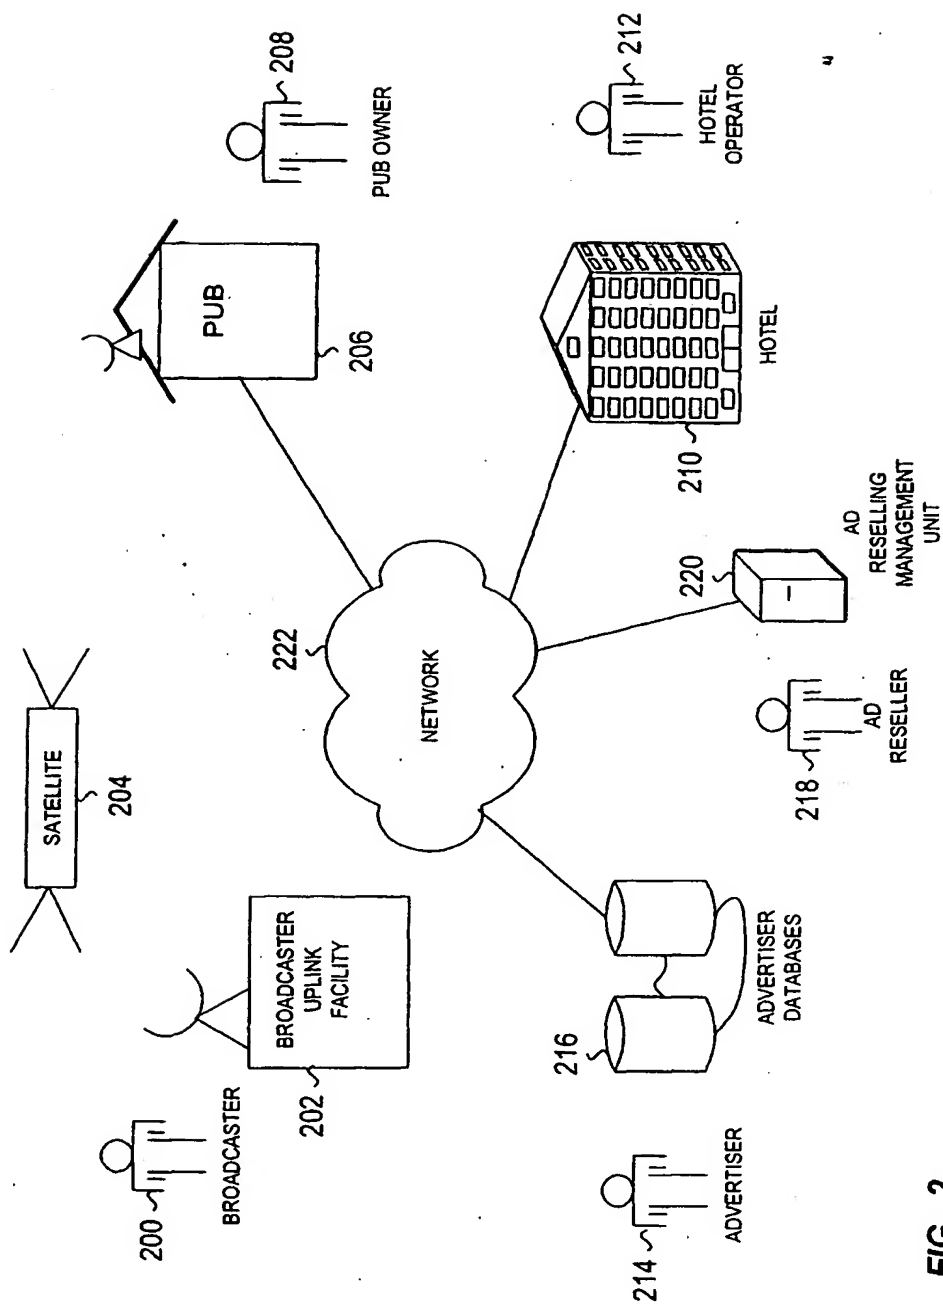 SATELLITE
204
200
BROADCASTER
BROADCASTER
UPLINK
FACILITY
202
PUB
206
208
PUB OWNER
222
NETWORK
214
ADVERTISER
216
ADVERTISER
DATABASES
218
AD
RESELLER
220
AD
RESELLING
MANAGEMENT
UNIT
210
HOTEL
212
HOTEL
OPERATOR
FIG. 2